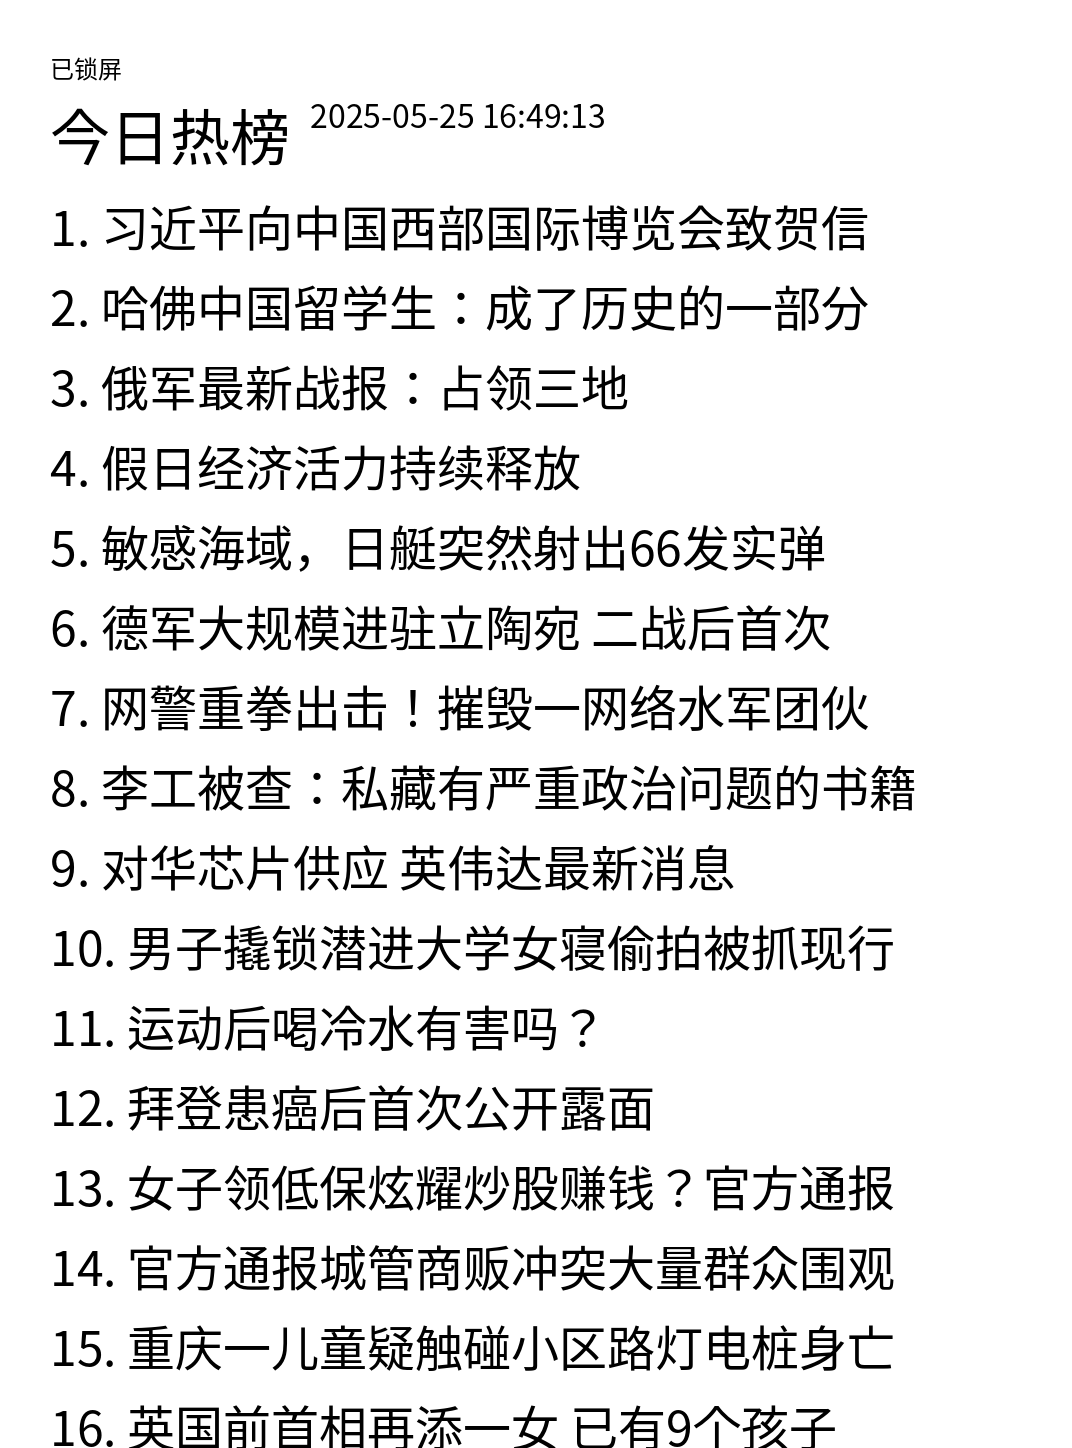 已锁屏
今日热榜 2025-05-25 16:49:13
1. 习近平向中国西部国际博览会致贺信
2. 哈佛中国留学生：成了历史的一部分
3. 俄军最新战报：占领三地
4. 假日经济活力持续释放
5. 敏感海域，日艇突然射出66发实弹
6. 德军大规模进驻立陶宛 二战后首次
7. 网警重拳出击！摧毁一网络水军团伙
8. 李工被查：私藏有严重政治问题的书籍
9. 对华芯片供应 英伟达最新消息
10. 男子撬锁潜进大学女寝偷拍被抓现行
11. 运动后喝冷水有害吗？
12. 拜登患癌后首次公开露面
13. 女子领低保炫耀炒股赚钱？官方通报
14. 官方通报城管商贩冲突大量群众围观
15. 重庆一儿童疑触碰小区路灯电桩身亡
16. 英国前首相再添一女 已有9个孩子